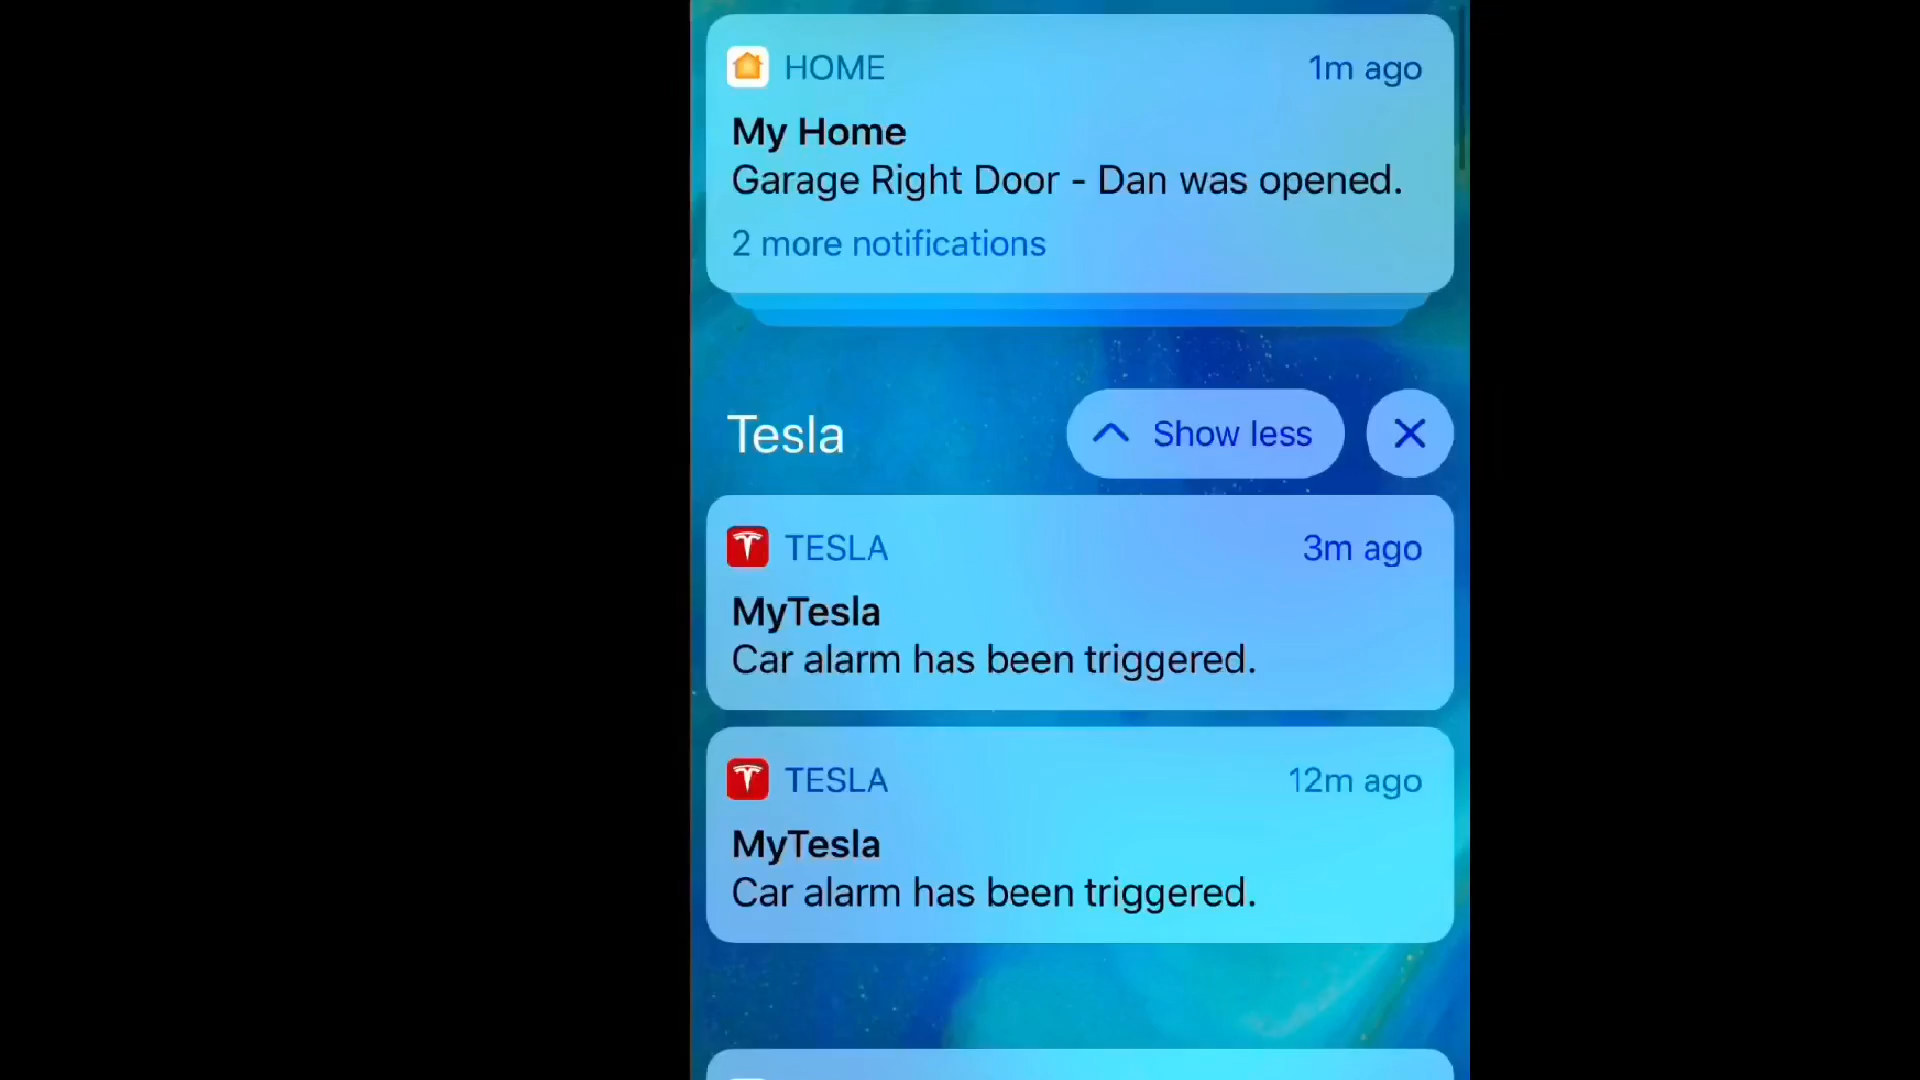 HOME
1m ago
My Home
Garage Right Door - Dan was opened.
2 more notifications
Tesla
Show less
TESLA
3m ago
MyTesla
Car alarm has been triggered.
TESLA
12m ago
MyTesla
Car alarm has been triggered.